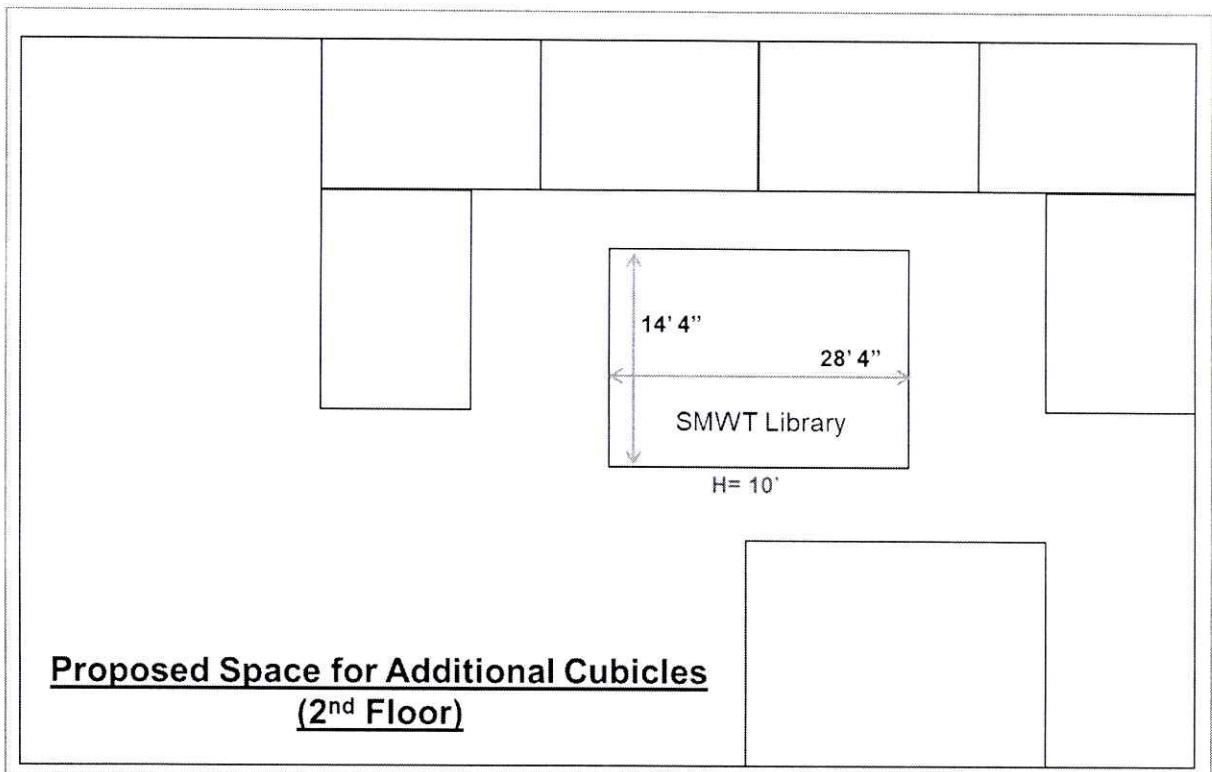 14' 4”
28' 4”
SMWT Library
H= 10'
Proposed Space for Additional Cubicles
(2nd Floor)